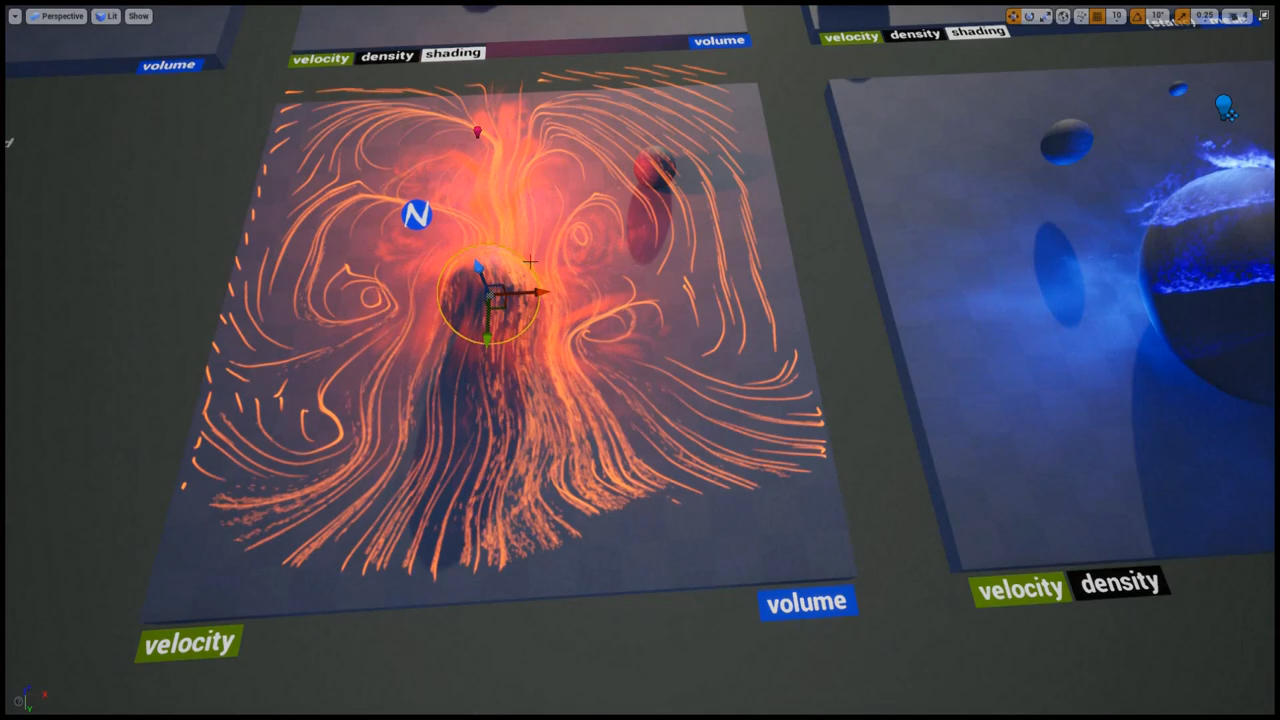 Perspective Lit Show
10 10° 0.25 4
volume
velocity density shading
volume
velocity density shading
N
velocity
volume
velocity density
X
Y